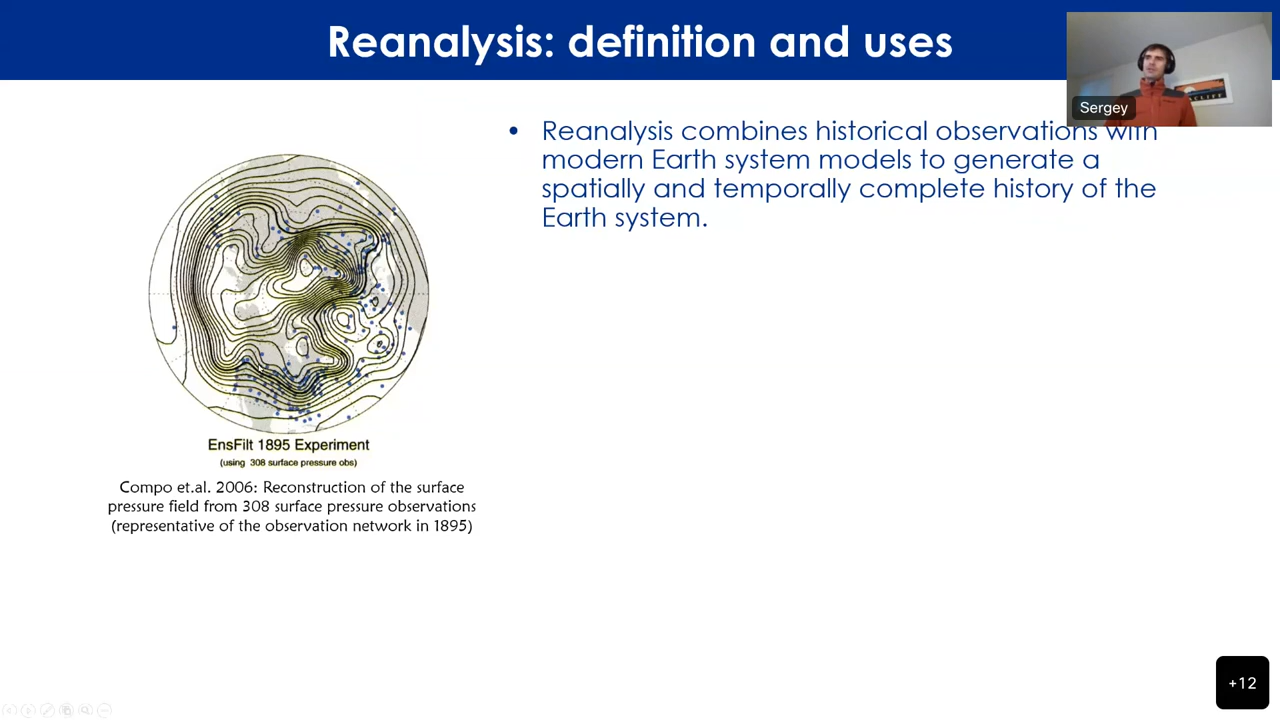 Reanalysis: definition and uses
Sergey
Reanalysis combines historical observations with
modern Earth system models to generate a
spatially and temporally complete history of the
Earth system.
EnsFilt 1895 Experiment
(using 308 surface pressure obs)
Compo et.al. 2006: Reconstruction of the surface
pressure field from 308 surface pressure observations
(representative of the observation network in 1895)
+12